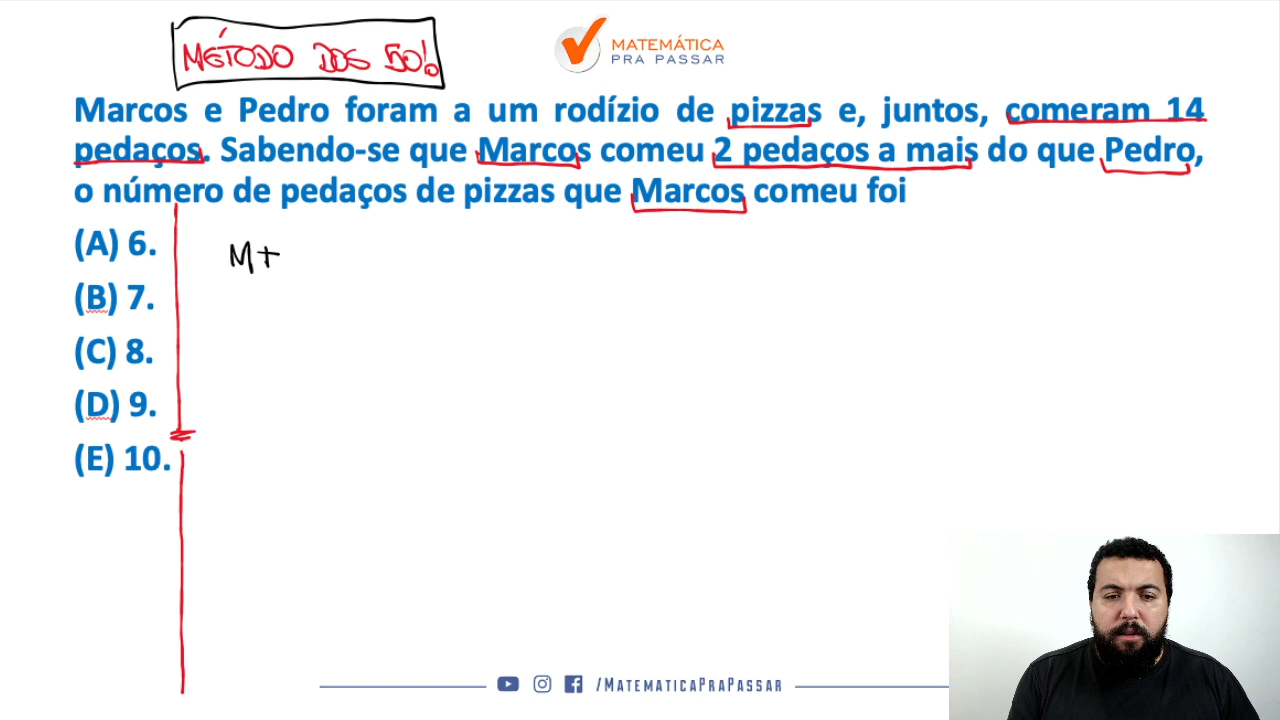 MÉTODO DOS 50!
MATEMÁTICA
PRA PASSAR
Marcos e Pedro foram a um rodízio de pizzas e, juntos, comeram 14
pedaços. Sabendo-se que Marcos comeu 2 pedaços a mais do que Pedro,
o número de pedaços de pizzas que Marcos comeu foi
(A) 6.
M+
(B) 7.
(C) 8.
(D) 9.
(E) 10.
/MATEMATICAPRAPASSAR